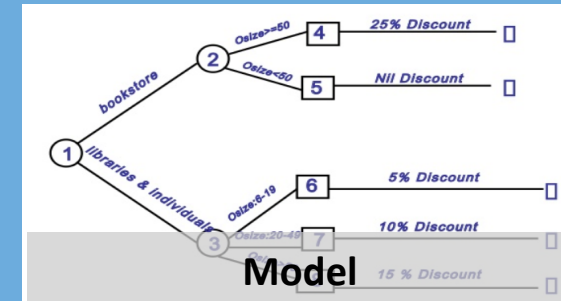 Osize>=50
4
25% Discount
2
Osize<50
5
Nil Discount
bookstore
1
libraries & individuals
Osize:6-19
6
5% Discount
3
Osize:20-49
7
10% Discount
Model
15 % Discount